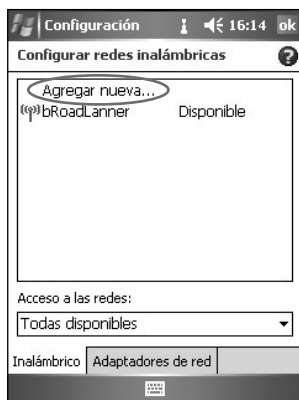 Configuración 16:14 ok
Configurar redes inalámbricas ?
Agregar nueva...
bRoadLanner Disponible
Acceso a las redes:
Todas disponibles
Inalámbrico Adaptadores de red